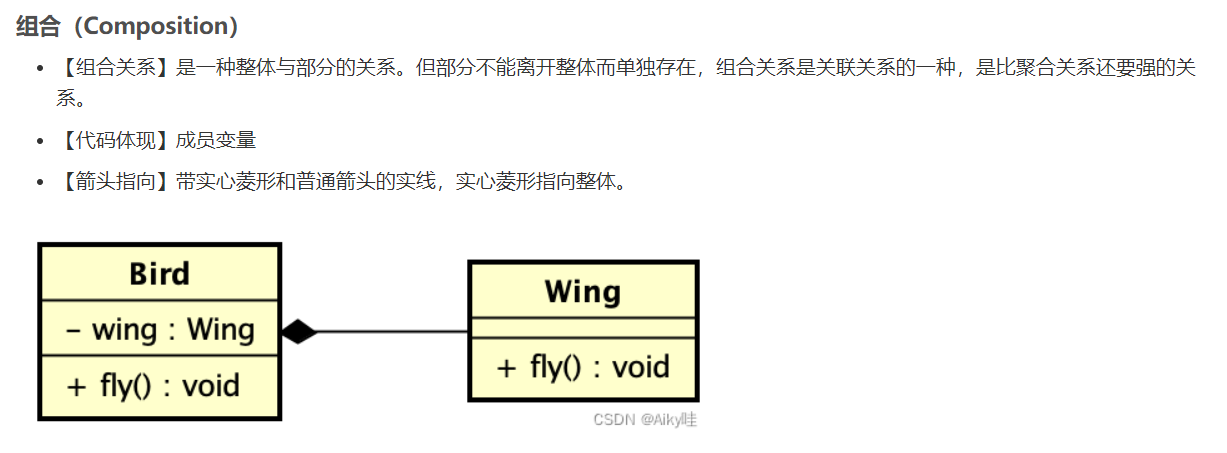 组合（Composition）
• 【组合关系】是一种整体与部分的关系。但部分不能离开整体而单独存在，组合关系是关联关系的一种，是比聚合关系还要强的关
系。
• 【代码体现】成员变量
• 【箭头指向】带实心菱形和普通箭头的实线，实心菱形指向整体。
Bird
- wing : Wing
+ fly() : void
Wing
+ fly() : void
CSDN @Aiky哇